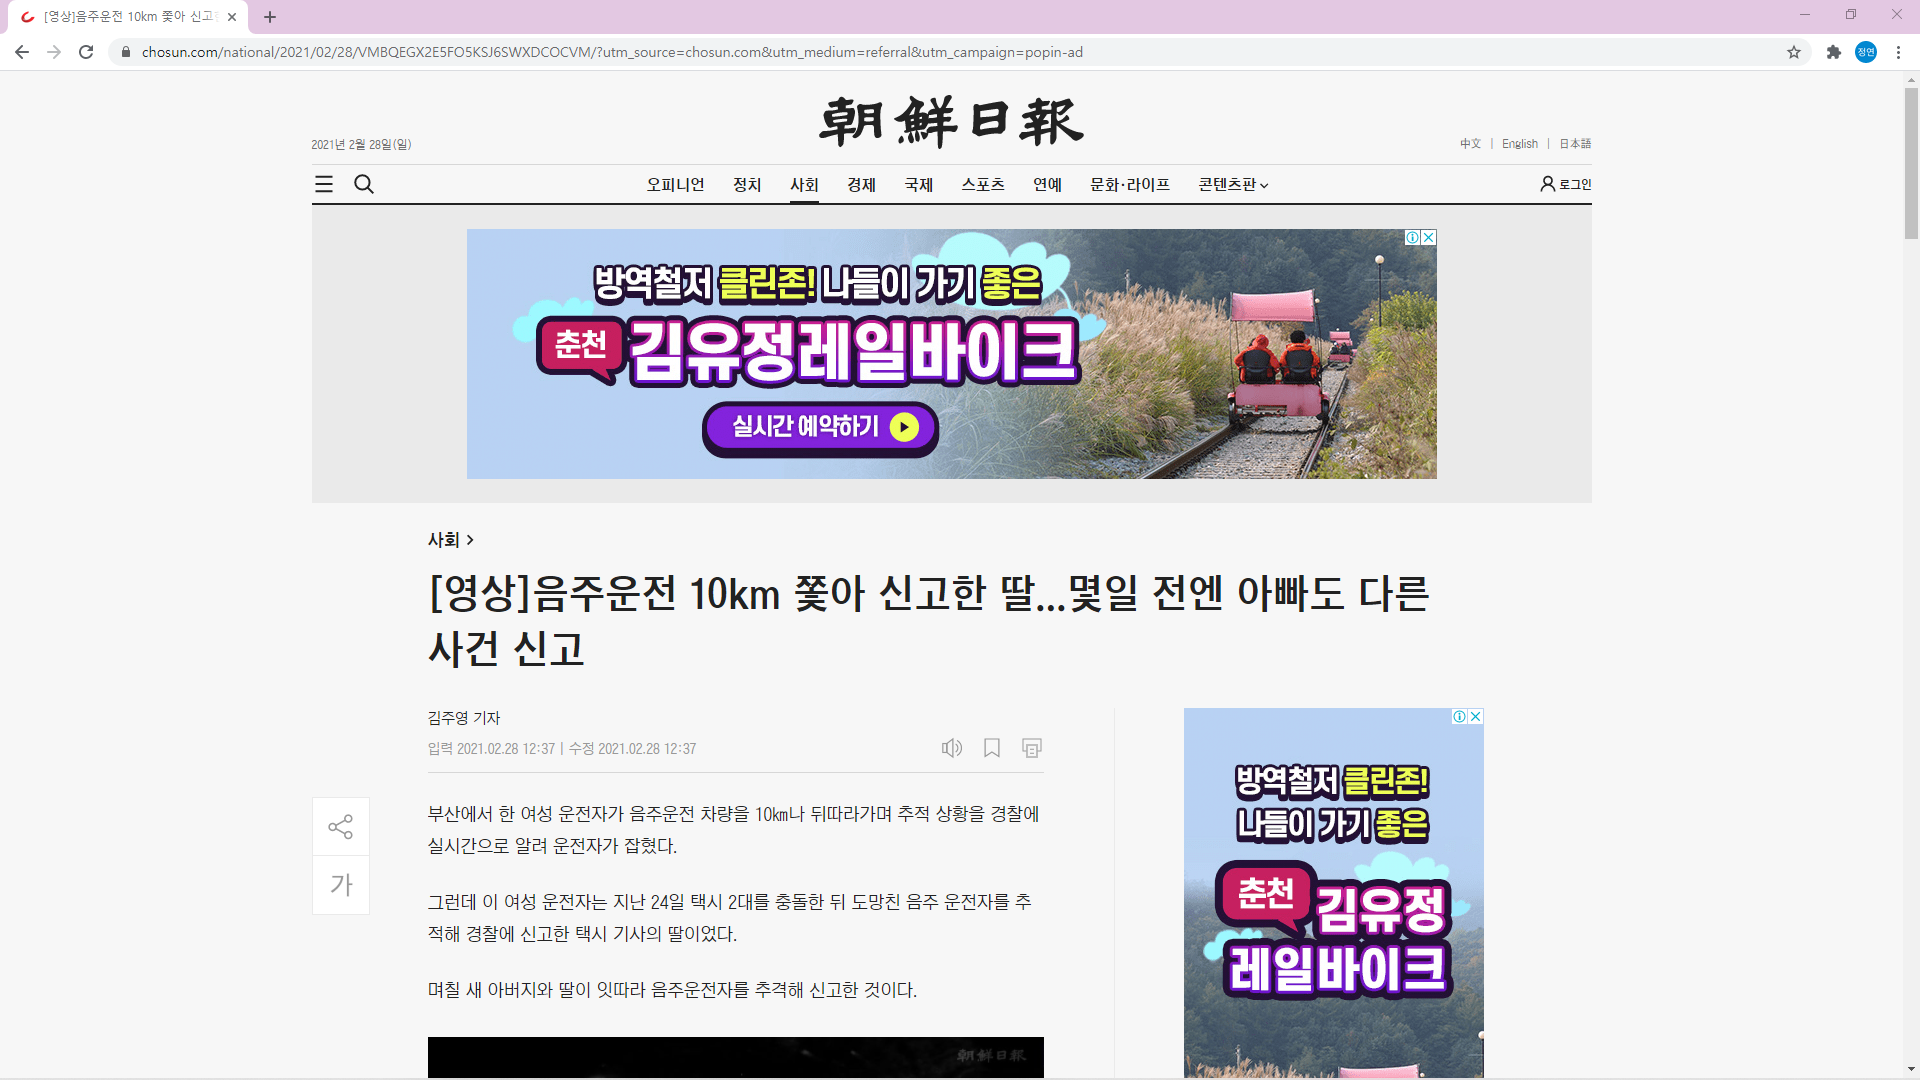 [영상]음주운전 10km 쫓아 신고
chosun.com/national/2021/02/28/VMBQEGX2E5FO5KSJ6SWXDCOCVM/?utm_source=chosun.com&utm_medium=referral&utm_campaign=popin-ad
정연
朝鮮日報
2021년 2월 28일(일)
中文 | English | 日本語
오피니언 정치 사회 경제 국제 스포츠 연예 문화·라이프 콘텐츠판
로그인
방역철저 클린존! 나들이 가기 좋은
춘천 김유정레일바이크
실시간 예약하기
사회 >
[영상]음주운전 10km 쫓아 신고한 딸...몇일 전엔 아빠도 다른
사건 신고
김주영 기자
입력 2021.02.28 12:37 | 수정 2021.02.28 12:37
가
부산에서 한 여성 운전자가 음주운전 차량을 10㎞나 뒤따라가며 추적 상황을 경찰에
실시간으로 알려 운전자가 잡혔다.
그런데 이 여성 운전자는 지난 24일 택시 2대를 충돌한 뒤 도망친 음주 운전자를 추
적해 경찰에 신고한 택시 기사의 딸이었다.
며칠 새 아버지와 딸이 잇따라 음주운전자를 추격해 신고한 것이다.
朝鮮日報
방역철저 클린존!
나들이 가기 좋은
춘천 김유정
레일바이크